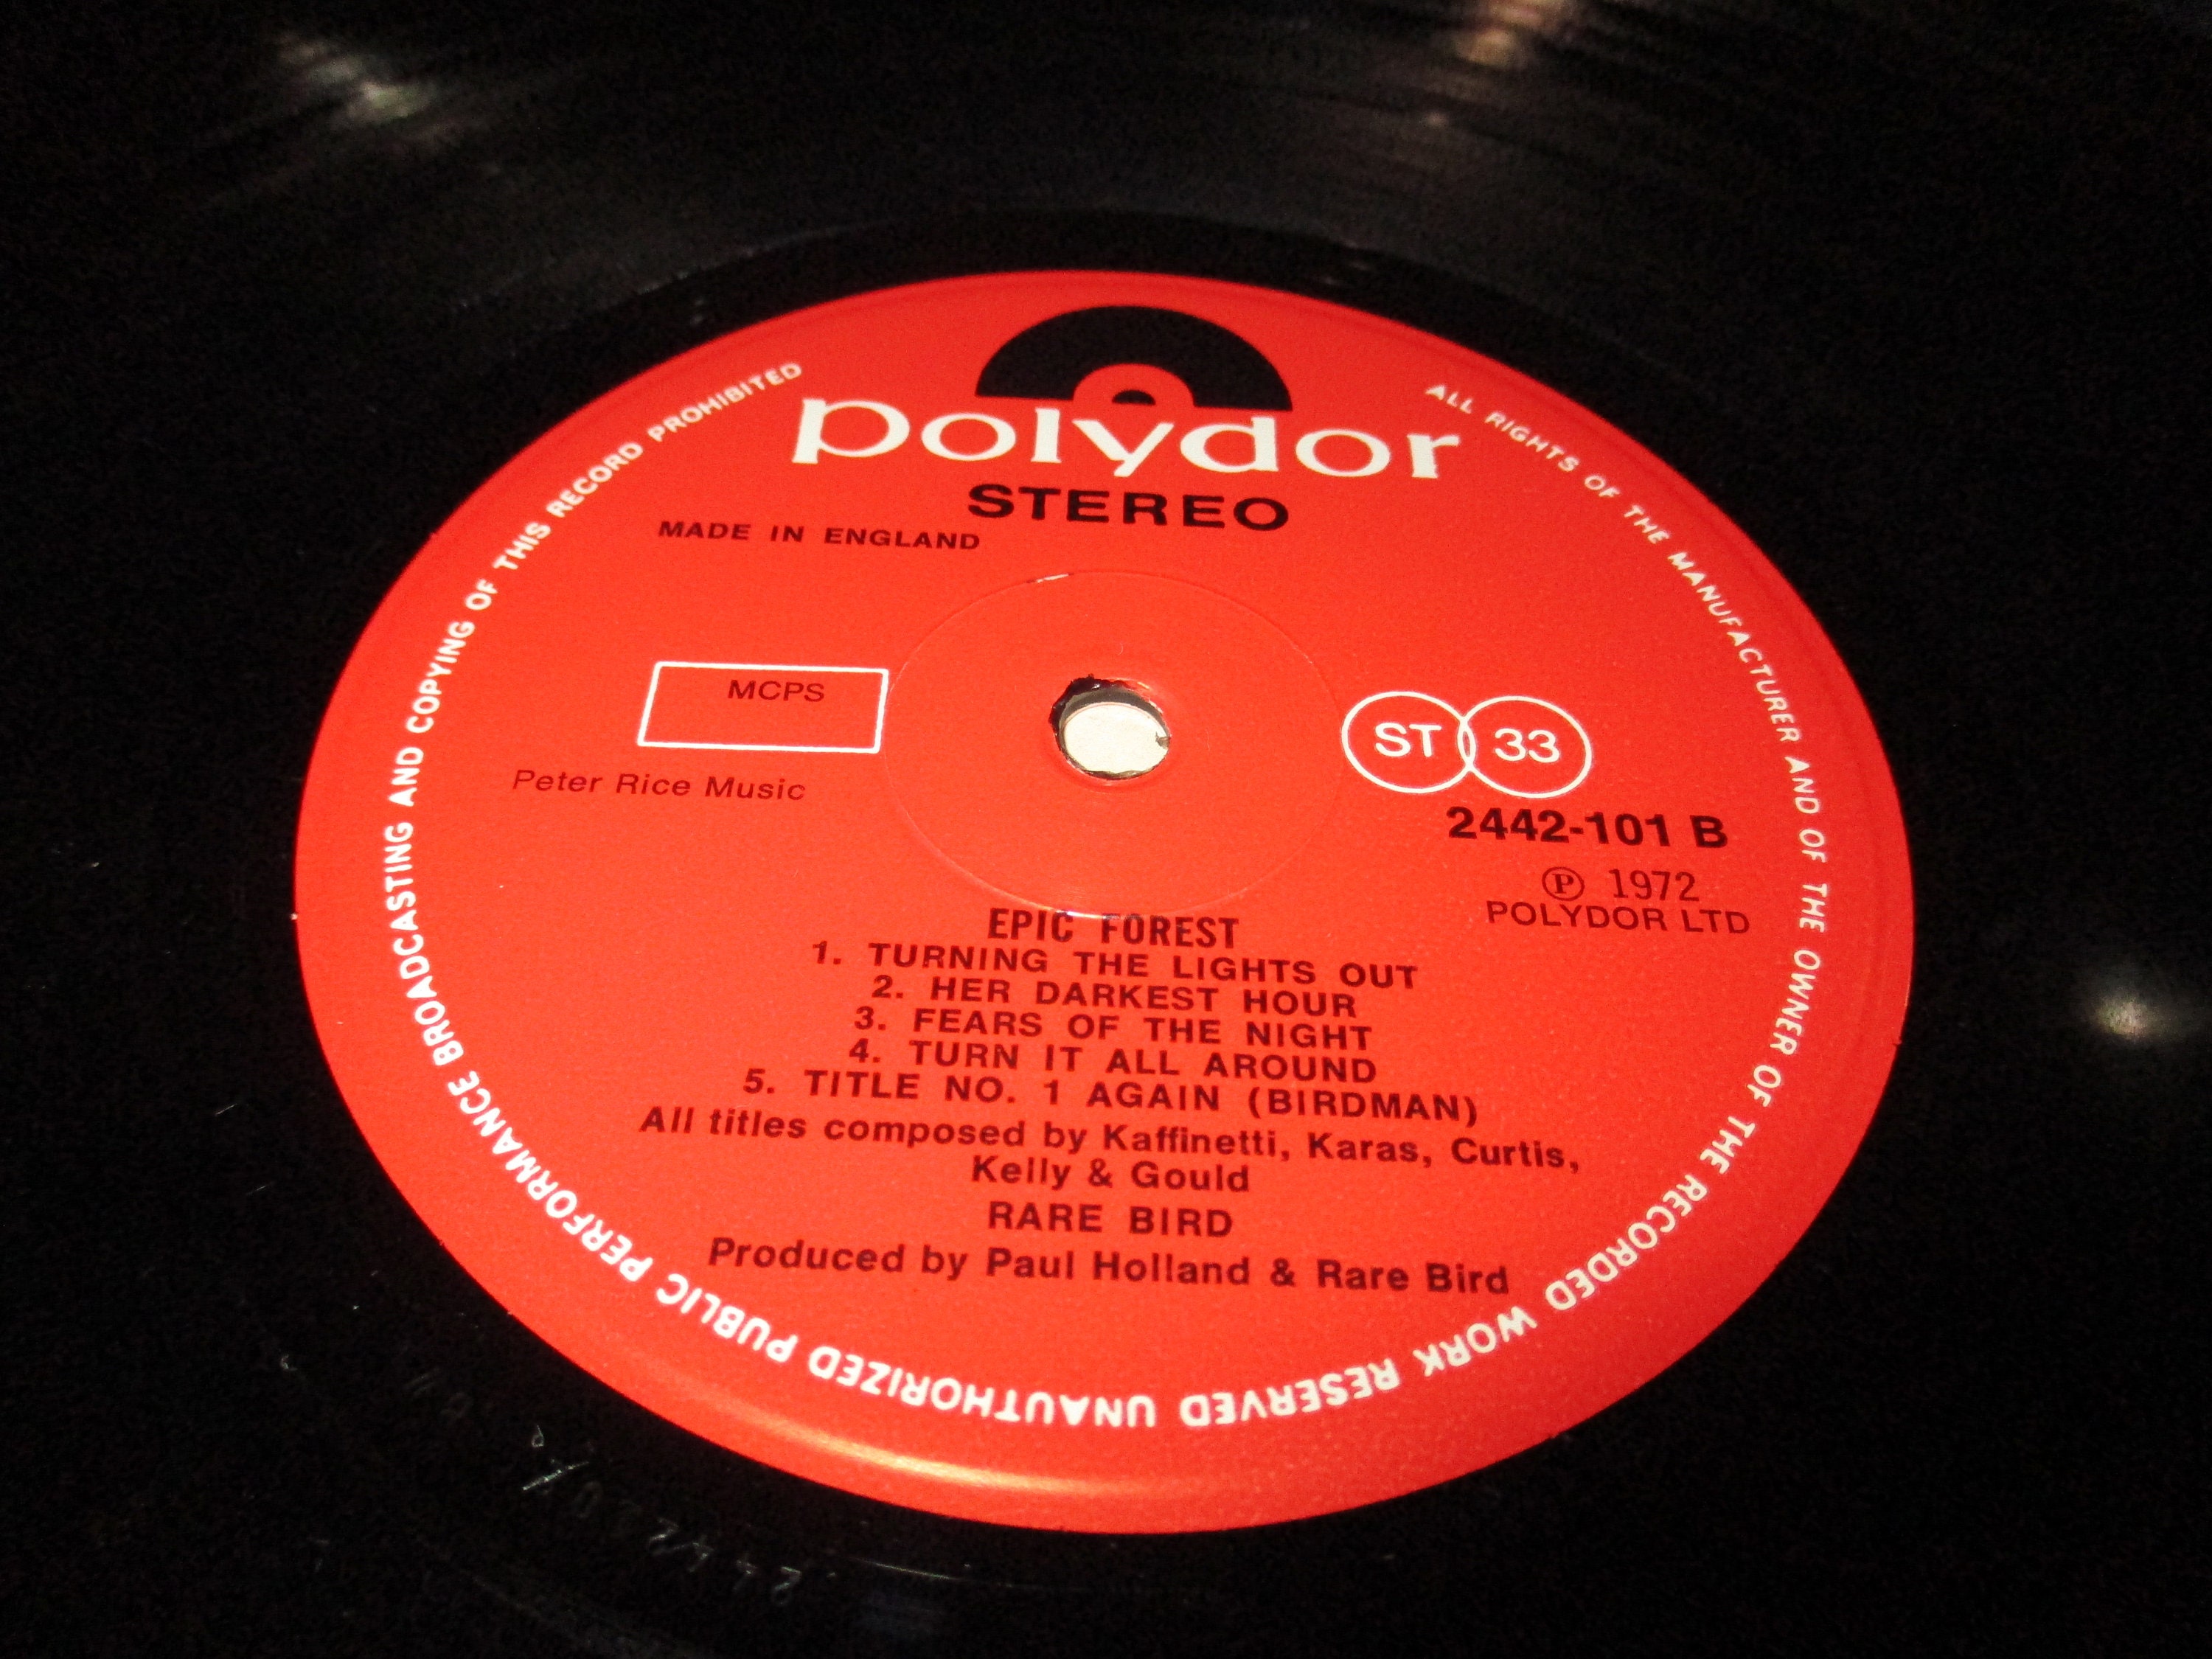 polydor
STEREO
MADE IN ENGLAND
MCPS
ST 33
Peter Rice Music
2442-101 B
Ⓟ 1972
POLYDOR LTD
EPIC FOREST
1. TURNING THE LIGHTS OUT
2. HER DARKEST HOUR
3. FEARS OF THE NIGHT
4. TURN IT ALL AROUND
5. TITLE NO. 1 AGAIN (BIRDMAN)
All titles composed by Kaffinetti, Karas, Curtis,
Kelly & Gould
RARE BIRD
Produced by Paul Holland & Rare Bird
ALL RIGHTS OF THE MANUFACTURER AND OF THE OWNER OF THE RECORDED WORK RESERVED UNAUTHORIZED PUBLIC PERFORMANCE BROADCASTING AND COPYING OF THIS RECORD PROHIBITED